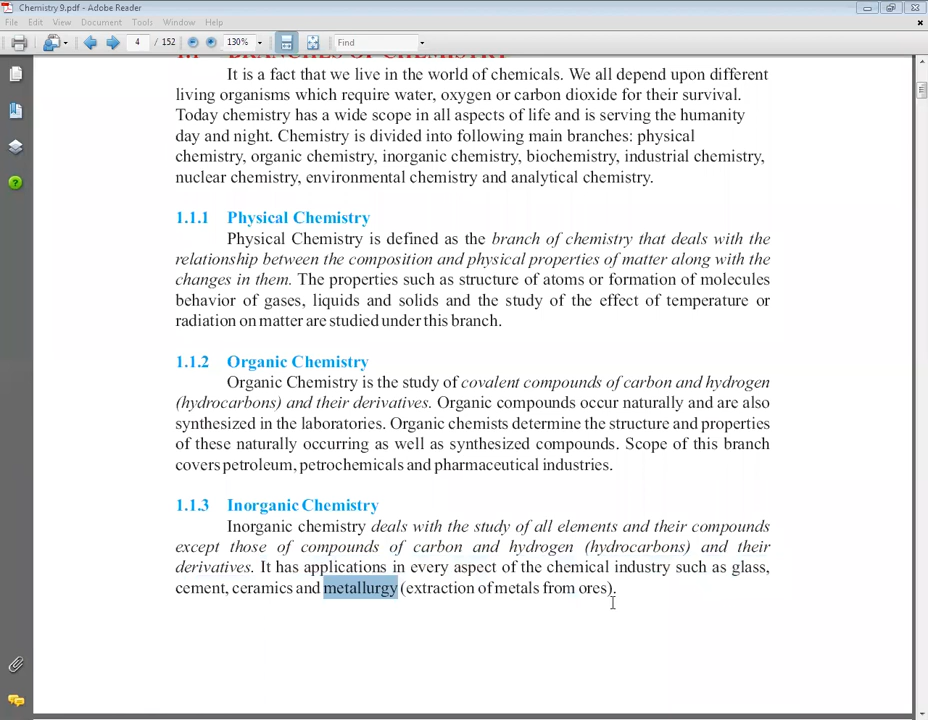 Chemistry 9.pdf - Adobe Reader
File Edit View Document Tools Window Help
4 / 152 130% Find
1.1 BRANCHES OF CHEMISTRY
It is a fact that we live in the world of chemicals. We all depend upon different
living organisms which require water, oxygen or carbon dioxide for their survival.
Today chemistry has a wide scope in all aspects of life and is serving the humanity
day and night. Chemistry is divided into following main branches: physical
chemistry, organic chemistry, inorganic chemistry, biochemistry, industrial chemistry,
nuclear chemistry, environmental chemistry and analytical chemistry.
1.1.1 Physical Chemistry
Physical Chemistry is defined as the branch of chemistry that deals with the
relationship between the composition and physical properties of matter along with the
changes in them. The properties such as structure of atoms or formation of molecules
behavior of gases, liquids and solids and the study of the effect of temperature or
radiation on matter are studied under this branch.
1.1.2 Organic Chemistry
Organic Chemistry is the study of covalent compounds of carbon and hydrogen
(hydrocarbons) and their derivatives. Organic compounds occur naturally and are also
synthesized in the laboratories. Organic chemists determine the structure and properties
of these naturally occurring as well as synthesized compounds. Scope of this branch
covers petroleum, petrochemicals and pharmaceutical industries.
1.1.3 Inorganic Chemistry
Inorganic chemistry deals with the study of all elements and their compounds
except those of compounds of carbon and hydrogen (hydrocarbons) and their
derivatives. It has applications in every aspect of the chemical industry such as glass,
cement, ceramics and metallurgy (extraction of metals from ores).